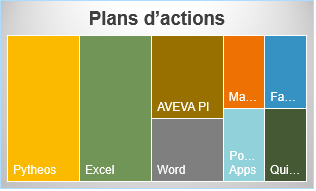 Plans d’actions
Pytheos
Excel
AVEVA PI
Word
Ma...
Fa...
Po...
Apps
Qui...